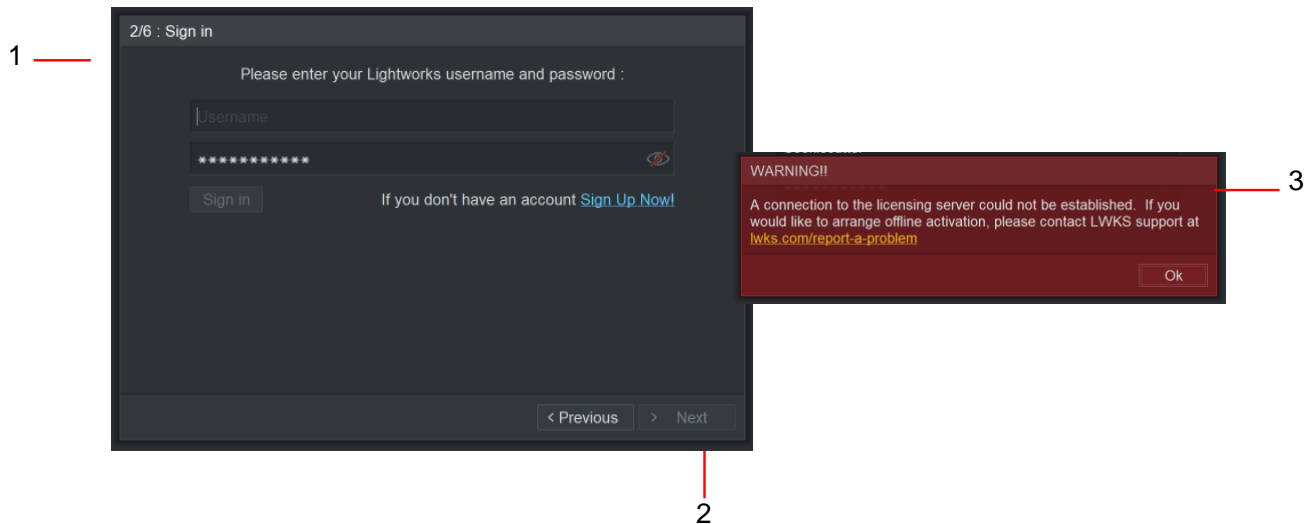 2/6 : Sign in
1
Please enter your Lightworks username and password :
Username
***********
Sign in
If you don't have an account Sign Up Now!
< Previous
> Next
2
WARNING!!
3
A connection to the licensing server could not be established. If you
would like to arrange offline activation, please contact LWKS support at
lwks.com/report-a-problem
Ok